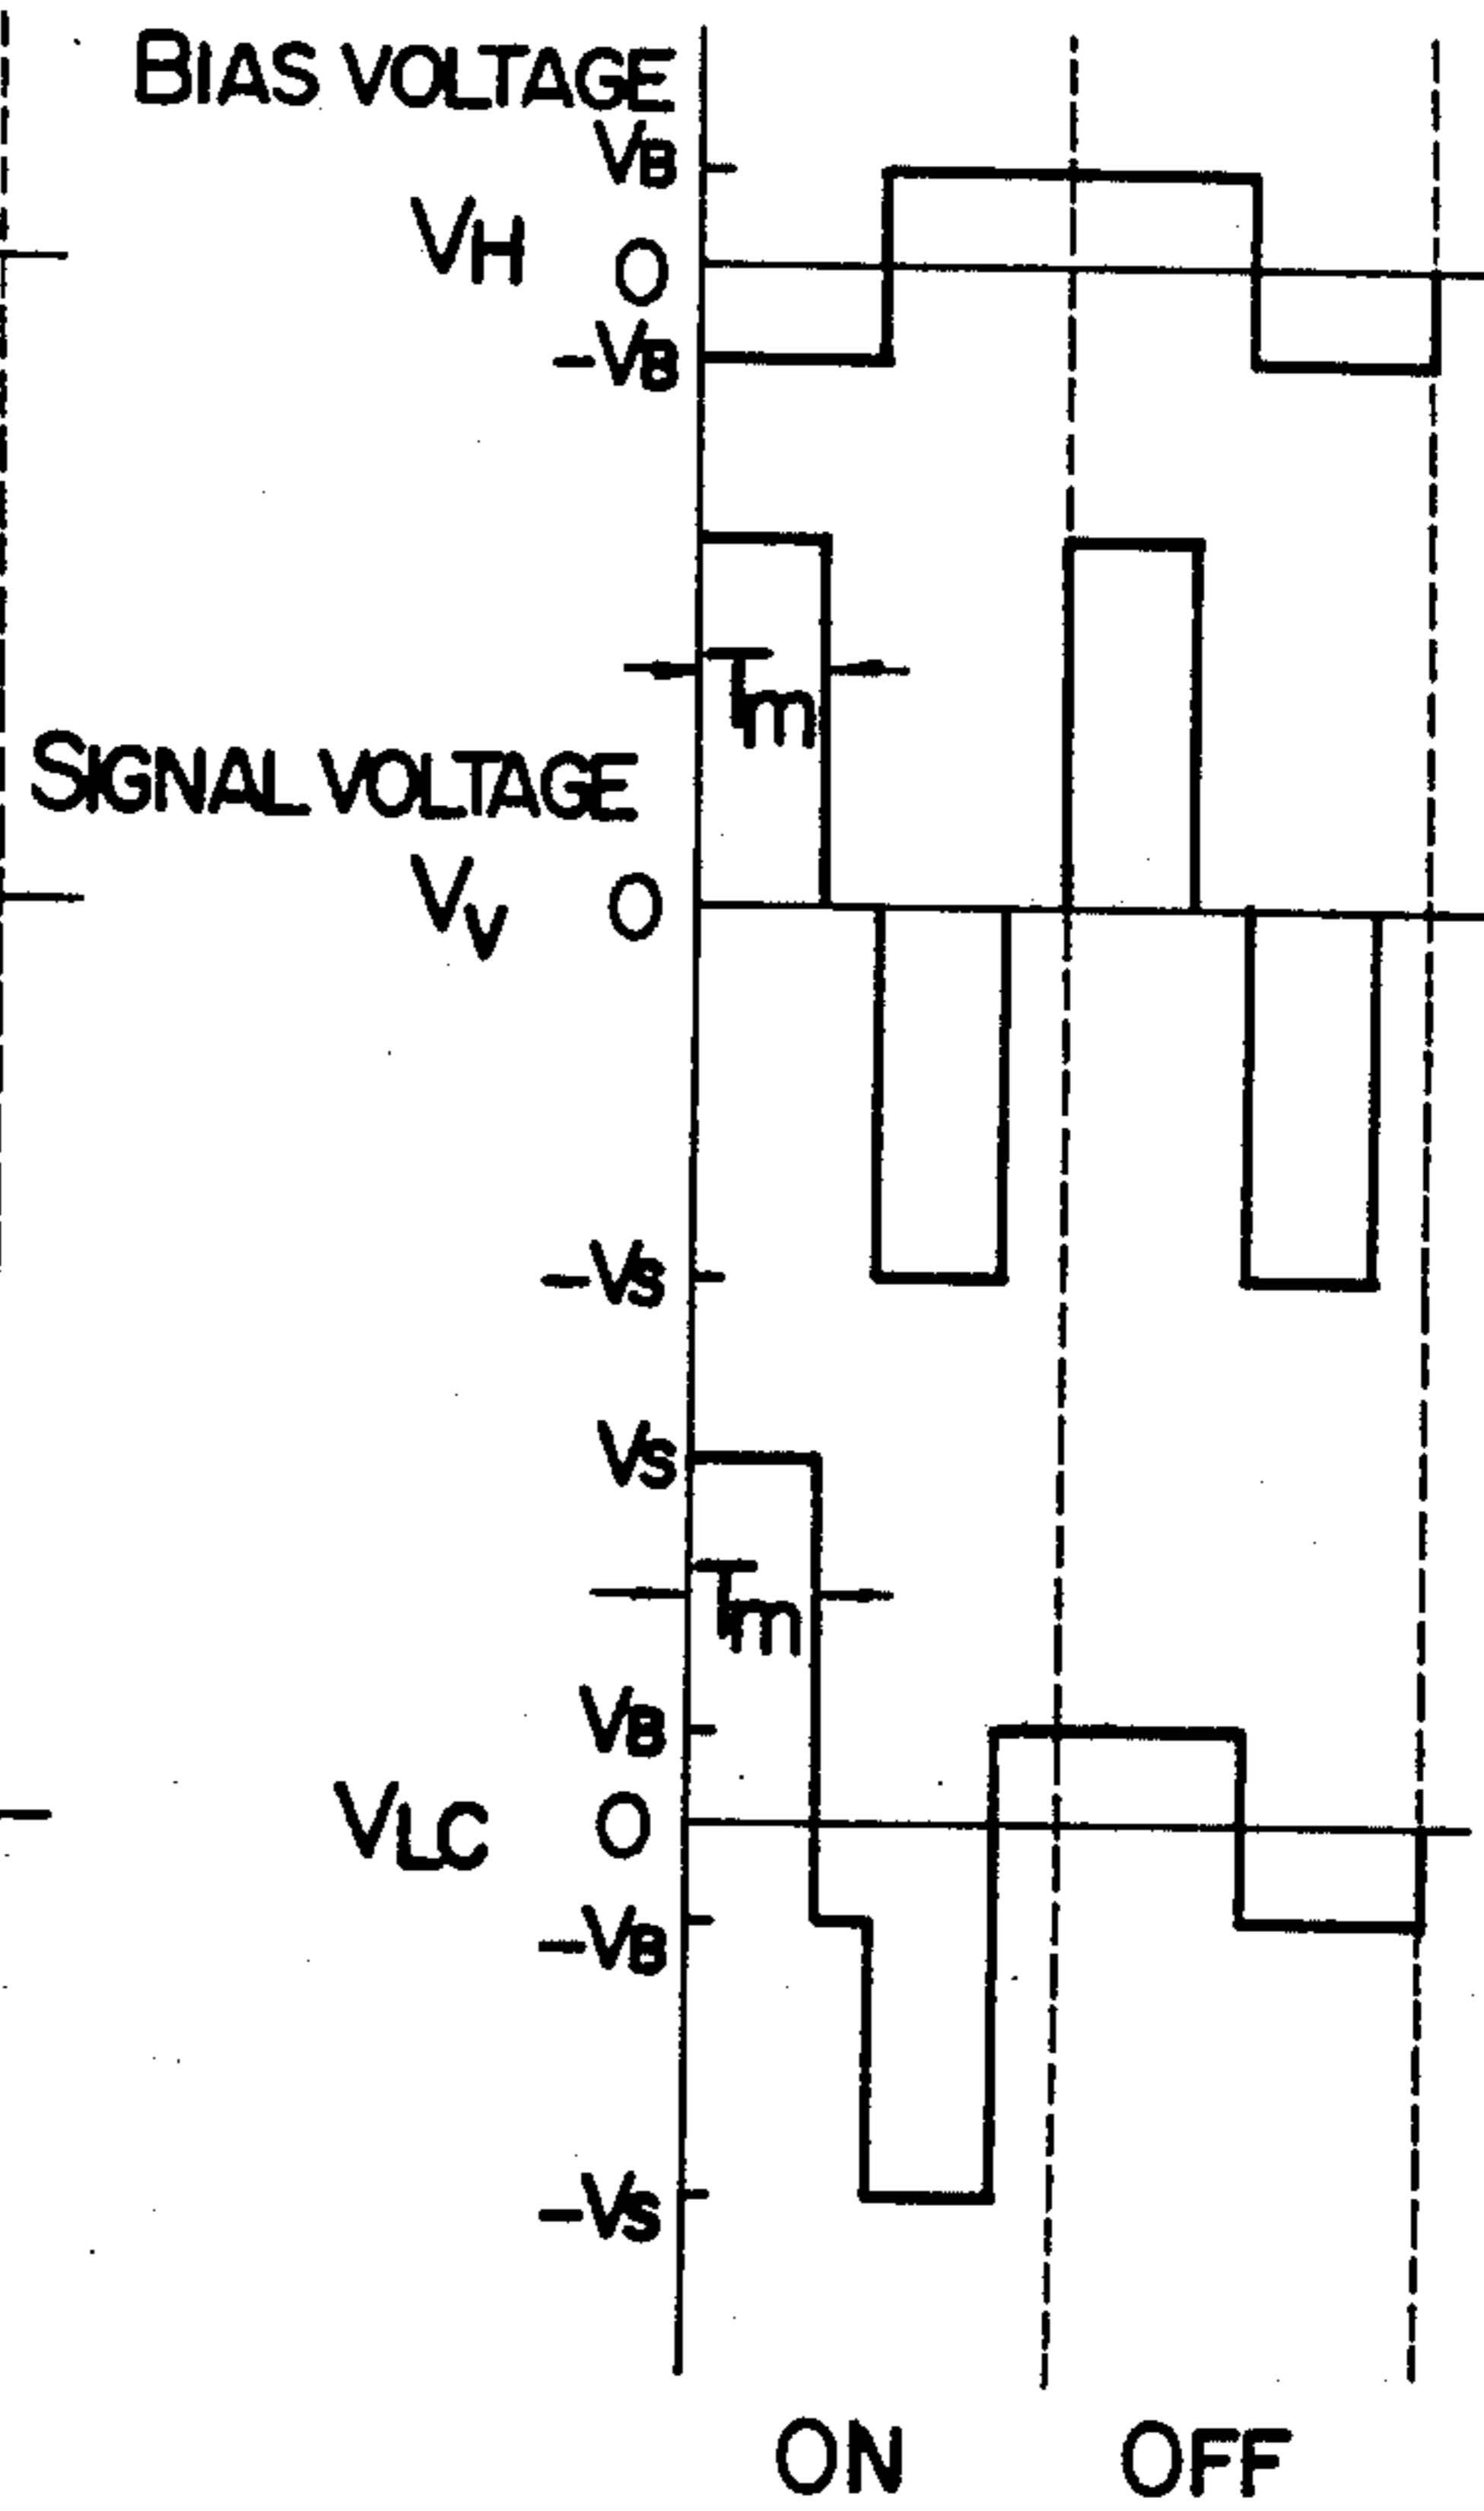 BIAS VOLTAGE
VB
VH
O
-VB
Tm
SIGNAL VOLTAGE
VV
O
-VS
VS
Tm
VB
VLC
O
-VB
-VS
ON
OFF